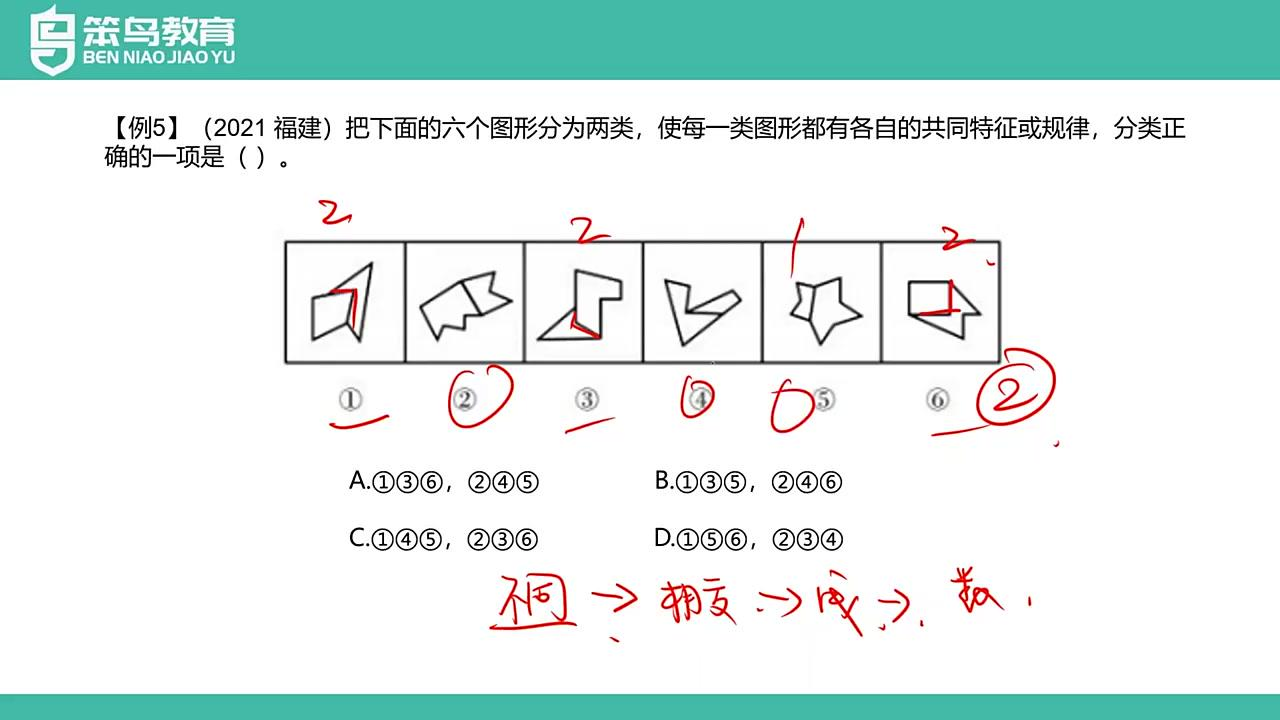 笨鸟教育
BEN NIAO JIAO YU
【例5】（2021 福建）把下面的六个图形分为两类，使每一类图形都有各自的共同特征或规律，分类正
确的一项是（ ）。
2 2 1 2
① ② ③ ④ ⑤ ⑥ ②
A.①③⑥，②④⑤ B.①③⑤，②④⑥
C.①④⑤，②③⑥ D.①⑤⑥，②③④
不同 → → → 数